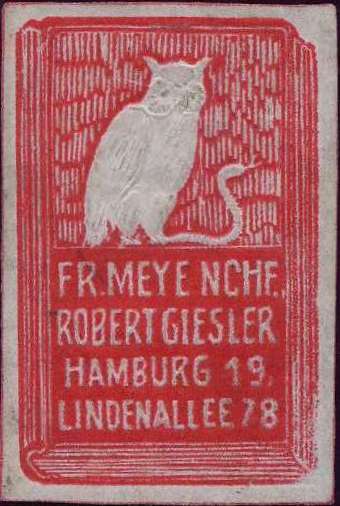 FR. MEYE NCHF.
ROBERT GIESLER
HAMBURG 19.
LINDENALLEE 78